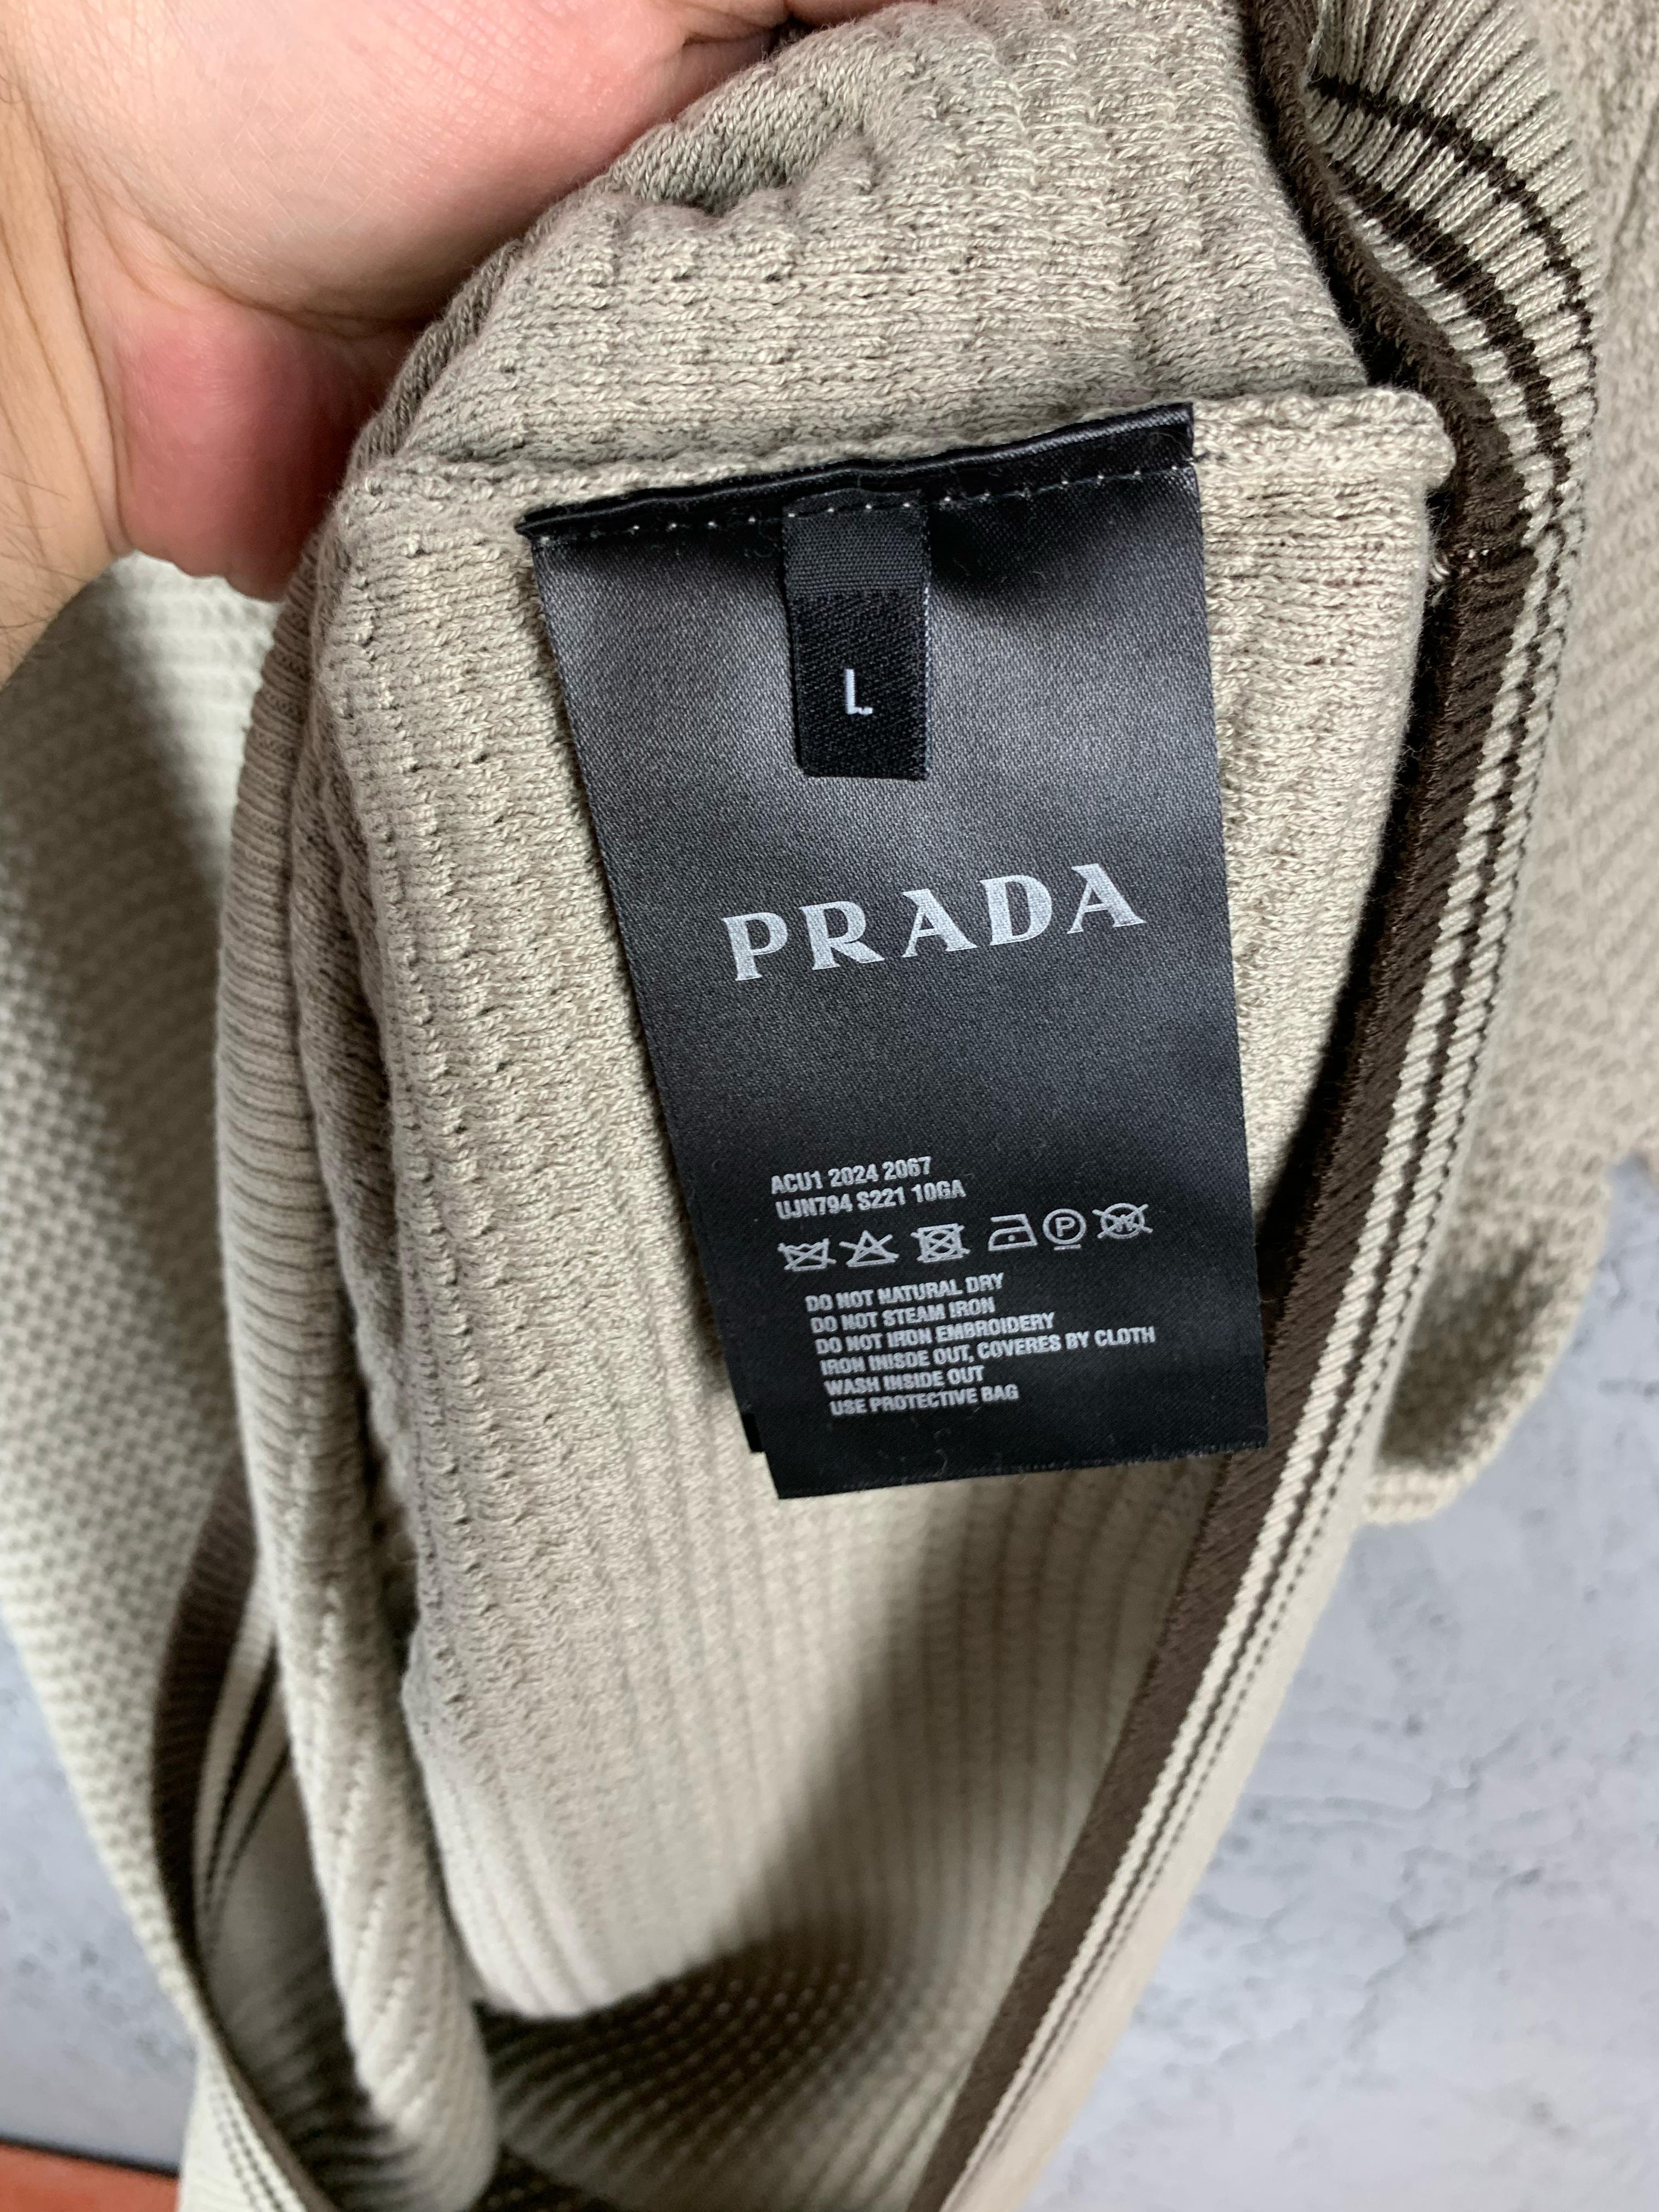 L
PRADA
ACU1 2024 2067
UJN794 S221 10GA
P
W
DO NOT NATURAL DRY
DO NOT STEAM IRON
DO NOT IRON EMBROIDERY
IRON INISDE OUT, COVERES BY CLOTH
WASH INSIDE OUT
USE PROTECTIVE BAG